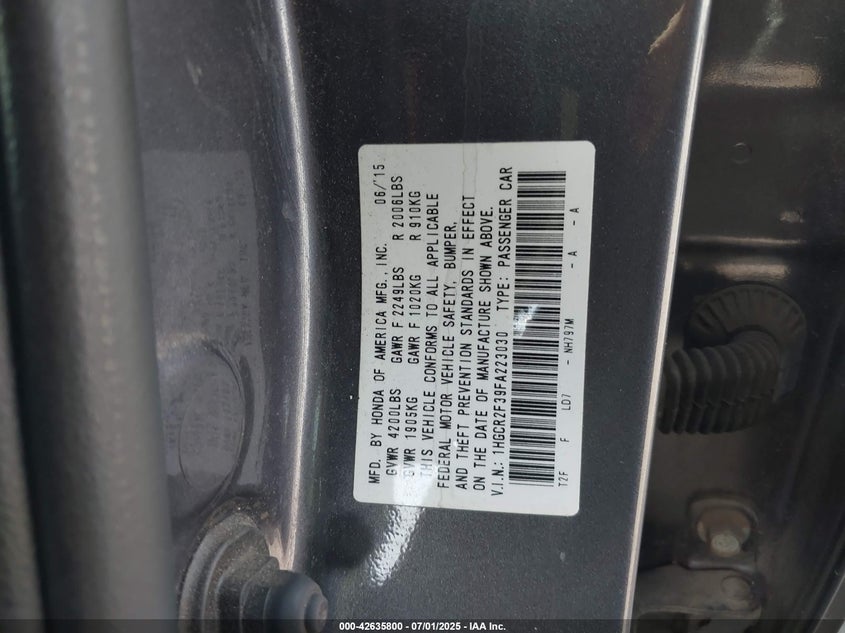 MFD. BY HONDA OF AMERICA MFG., INC. 06/'15
GVWR 4200LBS GAWR F 2249LBS R 2006LBS
GVWR 1905KG GAWR F 1020KG R 910KG
THIS VEHICLE CONFORMS TO ALL APPLICABLE
FEDERAL MOTOR VEHICLE SAFETY, BUMPER,
AND THEFT PREVENTION STANDARDS IN EFFECT
ON THE DATE OF MANUFACTURE SHOWN ABOVE.
V.I.N.: 1HGCR2F39FA223030 TYPE: PASSENGER CAR
T2F F LD7 - NH797M - A - A
000-42635800 - 07/01/2025 - IAA Inc.